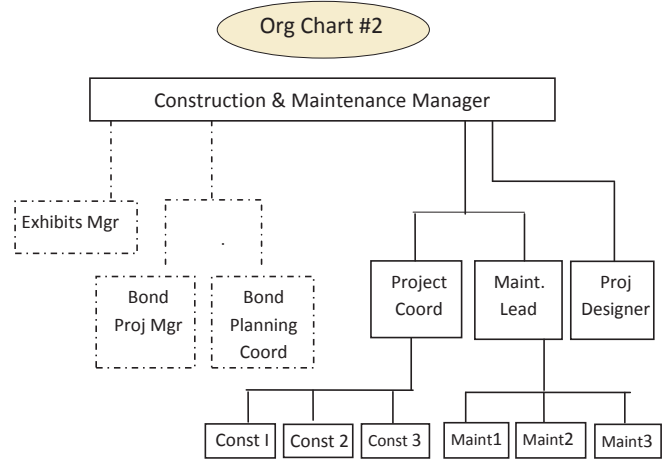 Org Chart #2
Construction & Maintenance Manager
Exhibits Mgr
Bond
Proj Mgr
Bond
Planning
Coord
Project
Coord
Maint.
Lead
Proj
Designer
Const I
Const 2
Const 3
Maint1
Maint2
Maint3